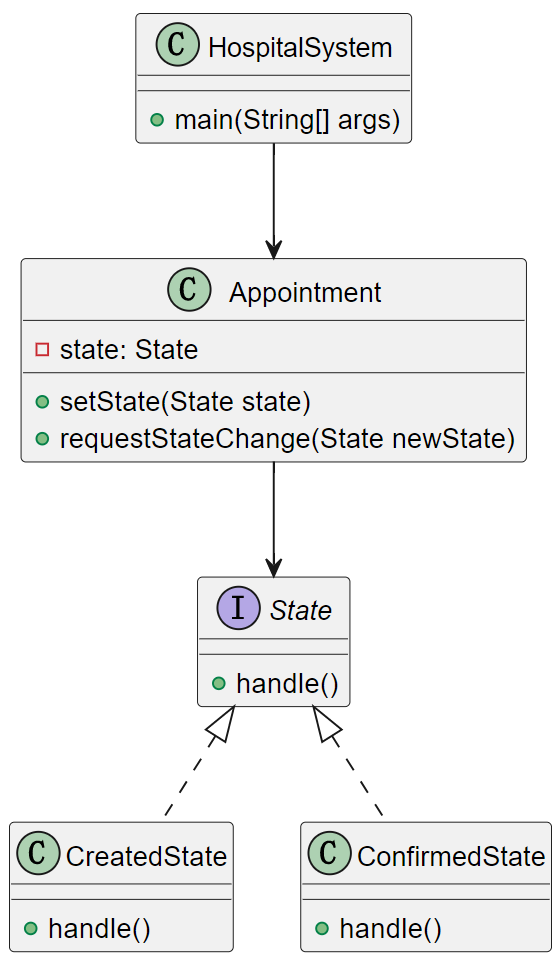 C HospitalSystem
main(String[] args)
C Appointment
state: State
setState(State state)
requestStateChange(State newState)
I State
handle()
C CreatedState
handle()
C ConfirmedState
handle()